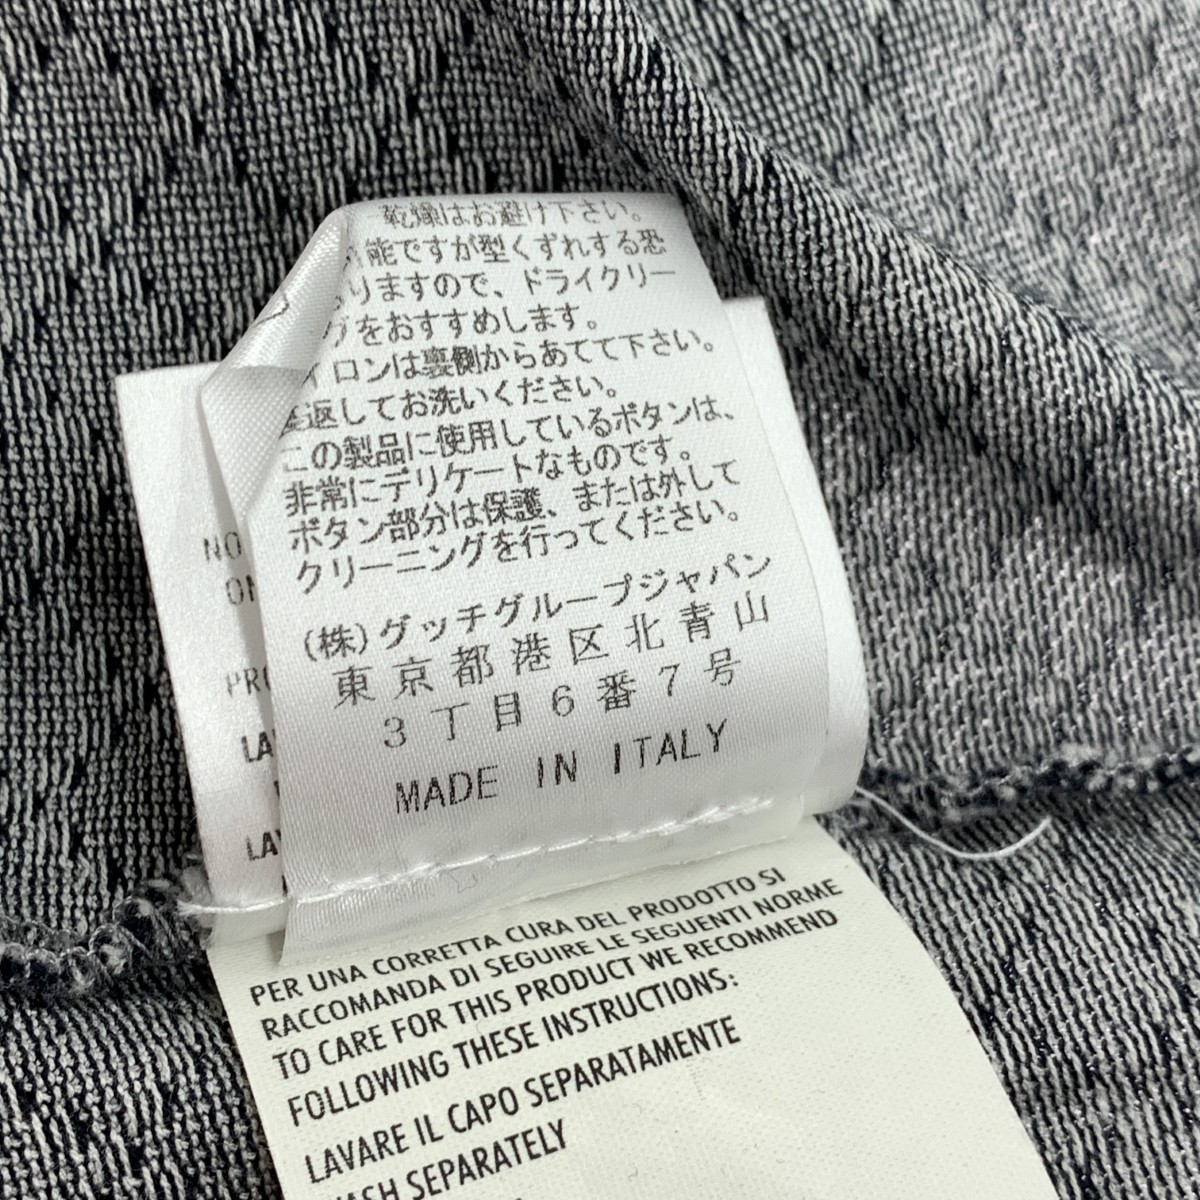 乾燥はお避け下さい。
能ですが型くずれする恐
りますので、ドライクリー
グをおすすめします。
イロンは裏側からあてて下さい。
裏返してお洗いください。
この製品に使用しているボタンは、
非常にデリケートなものです。
ボタン部分は保護、または外して
クリーニングを行ってください。
(株)グッチグループジャパン
東京都港区北青山
3丁目6番7号
MADE IN ITALY
NO
ON
PRO
LA
LAV
PER UNA CORRETTA CURA DEL PRODOTTO SI
RACCOMANDA DI SEGUIRE LE SEGUENTI NORME
TO CARE FOR THIS PRODUCT WE RECOMMEND
FOLLOWING THESE INSTRUCTIONS:
LAVARE IL CAPO SEPARATAMENTE
WASH SEPARATELY